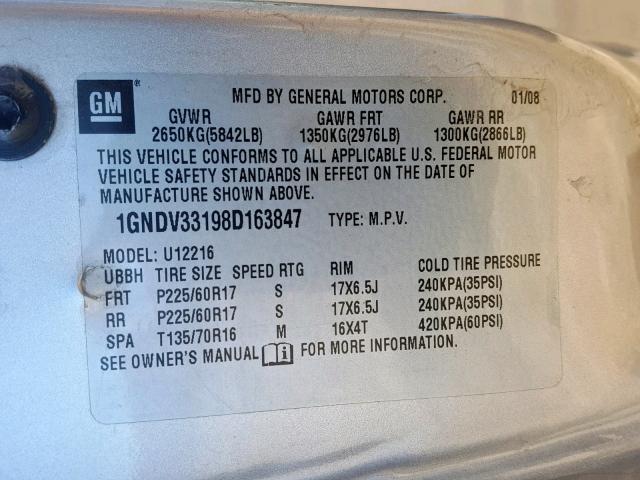 GM ® MFD BY GENERAL MOTORS CORP. 01/08
GVWR GAWR FRT GAWR RR
2650KG(5842LB) 1350KG(2976LB) 1300KG(2866LB)
THIS VEHICLE CONFORMS TO ALL APPLICABLE U.S. FEDERAL MOTOR
VEHICLE SAFETY STANDARDS IN EFFECT ON THE DATE OF
MANUFACTURE SHOWN ABOVE.
1GNDV33198D163847 TYPE: M.P.V.
MODEL: U12216
UBBH TIRE SIZE SPEED RTG RIM COLD TIRE PRESSURE
FRT P225/60R17 S 17X6.5J 240KPA(35PSI)
RR P225/60R17 S 17X6.5J 240KPA(35PSI)
SPA T135/70R16 M 16X4T 420KPA(60PSI)
SEE OWNER'S MANUAL i FOR MORE INFORMATION.